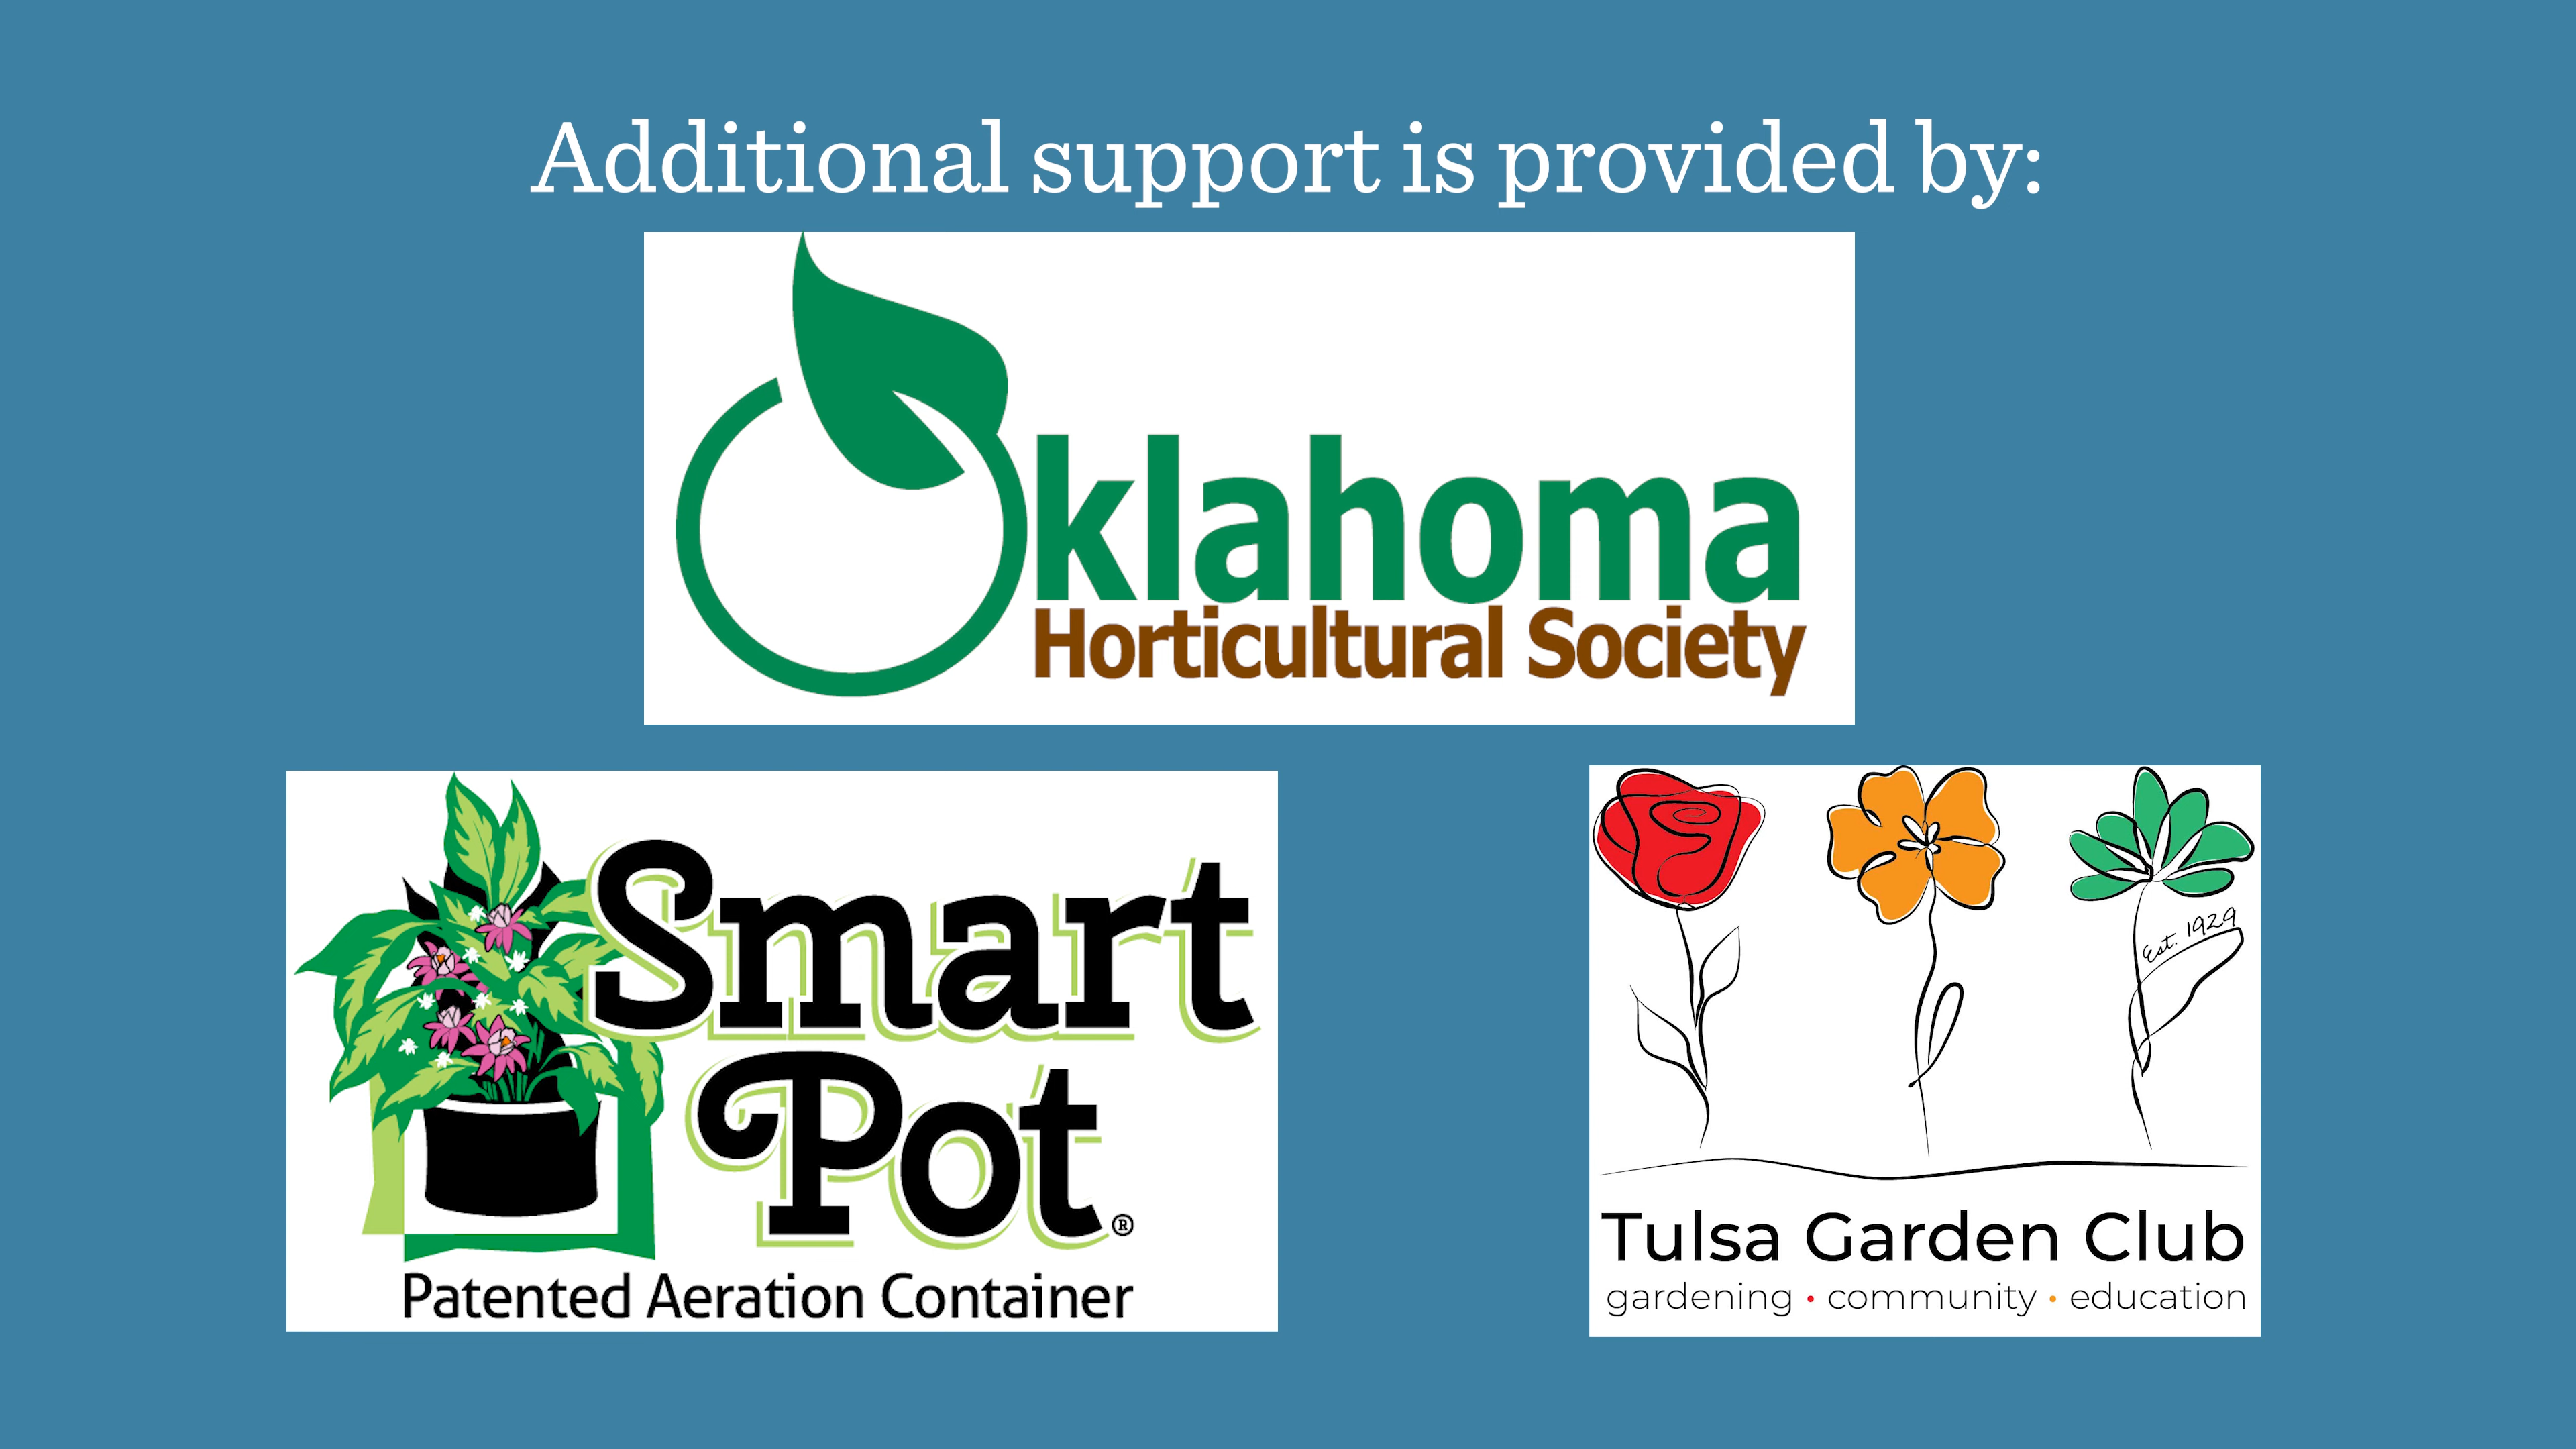 Additional support is provided by:
Oklahoma
Horticultural Society
Smart
Pot®
Patented Aeration Container
Est. 1929
Tulsa Garden Club
gardening • community • education